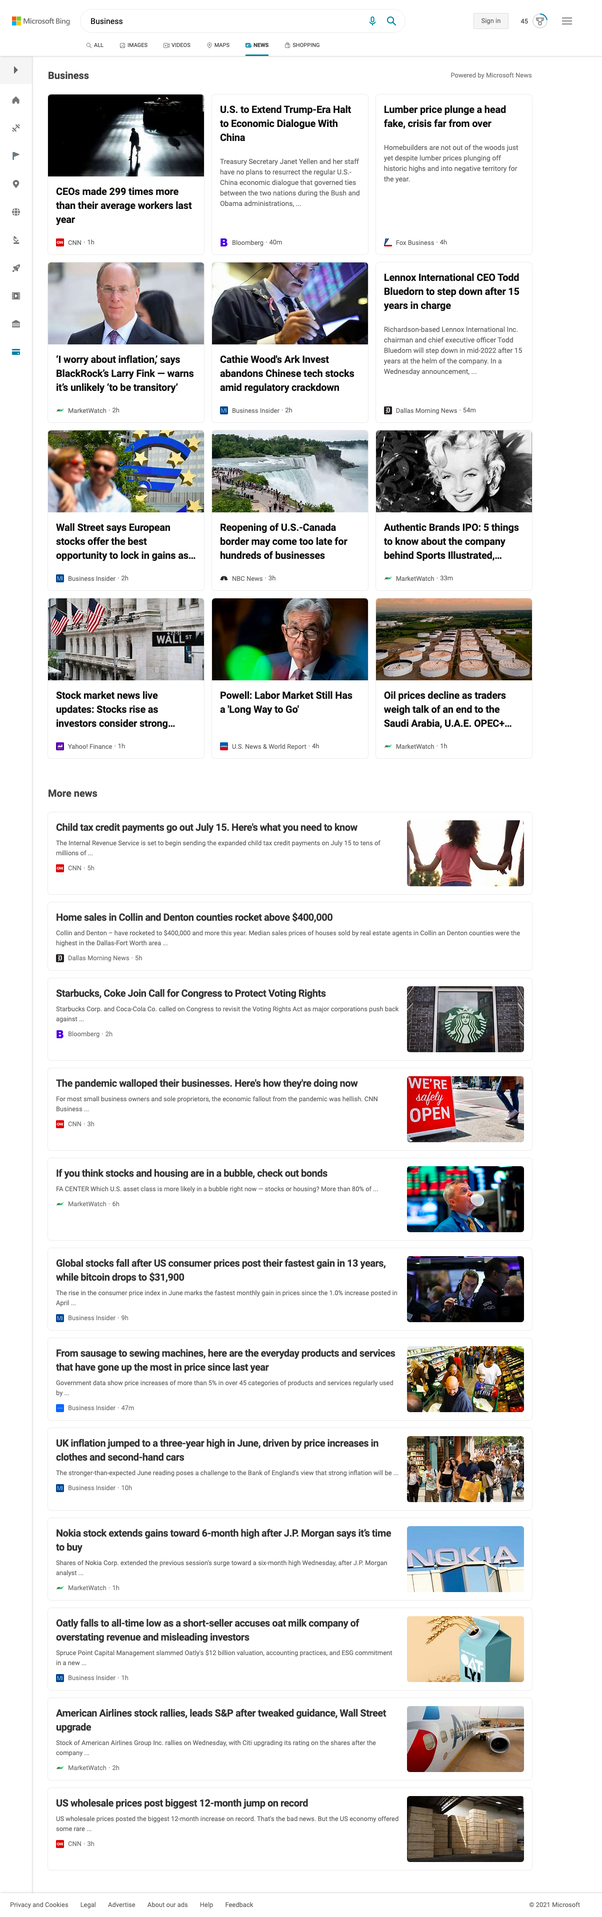 Microsoft Bing
Business
Sign in
45
ALL IMAGES VIDEOS MAPS NEWS SHOPPING
Business
Powered by Microsoft News
CEOs made 299 times more
than their average workers last
year
CNN · 1h
U.S. to Extend Trump-Era Halt
to Economic Dialogue With
China
Treasury Secretary Janet Yellen and her staff
have no plans to resurrect the regular U.S.-
China economic dialogue that governed ties
between the two nations during the Bush and
Obama administrations, ...
Bloomberg · 40m
Lumber price plunge a head
fake, crisis far from over
Homebuilders are not out of the woods just
yet despite lumber prices plunging off
historic highs and into negative territory for
the year.
Fox Business · 4h
'I worry about inflation,' says
BlackRock's Larry Fink — warns
it's unlikely 'to be transitory'
MarketWatch · 2h
Cathie Wood's Ark Invest
abandons Chinese tech stocks
amid regulatory crackdown
Business Insider · 2h
Lennox International CEO Todd
Bluedorn to step down after 15
years in charge
Richardson-based Lennox International Inc.
chairman and chief executive officer Todd
Bluedorn will step down in mid-2022 after 15
years at the helm of the company. In a
Wednesday announcement, ...
Dallas Morning News · 54m
Wall Street says European
stocks offer the best
opportunity to lock in gains as...
Business Insider · 2h
Reopening of U.S.-Canada
border may come too late for
hundreds of businesses
NBC News · 3h
Authentic Brands IPO: 5 things
to know about the company
behind Sports Illustrated,...
MarketWatch · 33m
WALL ST
Stock market news live
updates: Stocks rise as
investors consider strong...
Yahoo! Finance · 1h
Powell: Labor Market Still Has
a 'Long Way to Go'
U.S. News & World Report · 4h
Oil prices decline as traders
weigh talk of an end to the
Saudi Arabia, U.A.E. OPEC+...
MarketWatch · 1h
More news
Child tax credit payments go out July 15. Here's what you need to know
The Internal Revenue Service is set to begin sending the expanded child tax credit payments on July 15 to tens of
millions of ...
CNN · 5h
Home sales in Collin and Denton counties rocket above $400,000
Collin and Denton – have rocketed to $400,000 and more this year. Median sales prices of houses sold by real estate agents in Collin an Denton counties were the
highest in the Dallas-Fort Worth area ...
Dallas Morning News · 5h
Starbucks, Coke Join Call for Congress to Protect Voting Rights
Starbucks Corp. and Coca-Cola Co. called on Congress to revisit the Voting Rights Act as major corporations push back
against ...
Bloomberg · 2h
The pandemic walloped their businesses. Here's how they're doing now
For most small business owners and sole proprietors, the economic fallout from the pandemic was hellish. CNN
Business ...
CNN · 3h
WE'RE
safely
OPEN
If you think stocks and housing are in a bubble, check out bonds
FA CENTER Which U.S. asset class is more likely in a bubble right now — stocks or housing? More than 80% of ...
MarketWatch · 6h
Global stocks fall after US consumer prices post their fastest gain in 13 years,
while bitcoin drops to $31,900
The rise in the consumer price index in June marks the fastest monthly gain in prices since the 1.0% increase posted in
April ...
Business Insider · 9h
From sausage to sewing machines, here are the everyday products and services
that have gone up the most in price since last year
Government data show price increases of more than 5% in over 45 categories of products and services regularly used
by ...
Business Insider · 47m
UK inflation jumped to a three-year high in June, driven by price increases in
clothes and second-hand cars
The stronger-than-expected June reading poses a challenge to the Bank of England's view that strong inflation will be ...
Business Insider · 10h
Nokia stock extends gains toward 6-month high after J.P. Morgan says it's time
to buy
Shares of Nokia Corp. extended the previous session's surge toward a six-month high Wednesday, after J.P. Morgan
analyst ...
MarketWatch · 1h
NOKIA
Oatly falls to all-time low as a short-seller accuses oat milk company of
overstating revenue and misleading investors
Spruce Point Capital Management slammed Oatly's $12 billion valuation, accounting practices, and ESG commitment
in a new ...
Business Insider · 1h
OAT
LY!
American Airlines stock rallies, leads S&P after tweaked guidance, Wall Street
upgrade
Stock of American Airlines Group Inc. rallies on Wednesday, with Citi upgrading its rating on the shares after the
company ...
MarketWatch · 2h
US wholesale prices post biggest 12-month jump on record
US wholesale prices posted the biggest 12-month increase on record. That's the bad news. But the US economy offered
some rare ...
CNN · 3h
Privacy and Cookies Legal Advertise About our ads Help Feedback
© 2021 Microsoft